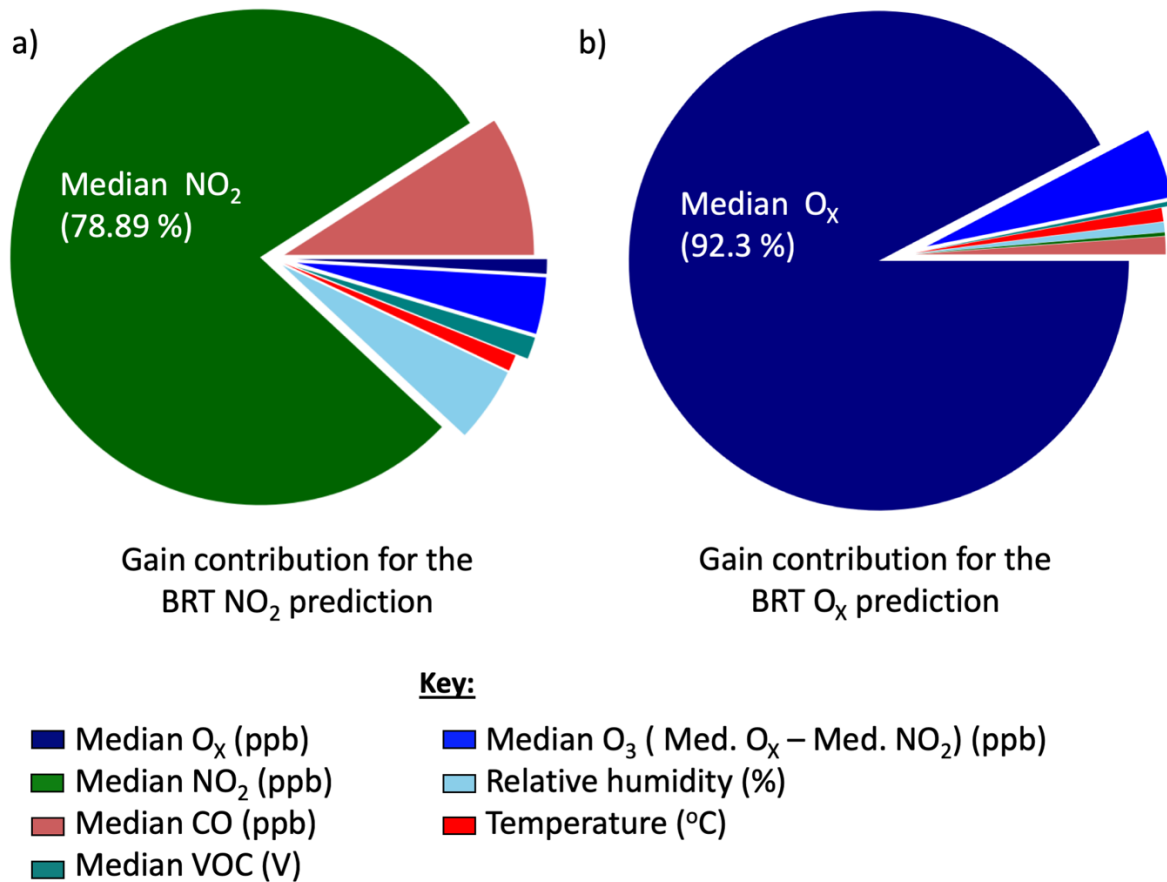 a)
Median NO₂
(78.89 %)
b)
Median Oₓ
(92.3 %)
Gain contribution for the
BRT NO₂ prediction
Gain contribution for the
BRT Oₓ prediction
Key:
Median Oₓ (ppb)
Median NO₂ (ppb)
Median CO (ppb)
Median VOC (V)
Median O₃ ( Med. Oₓ – Med. NO₂) (ppb)
Relative humidity (%)
Temperature (°C)